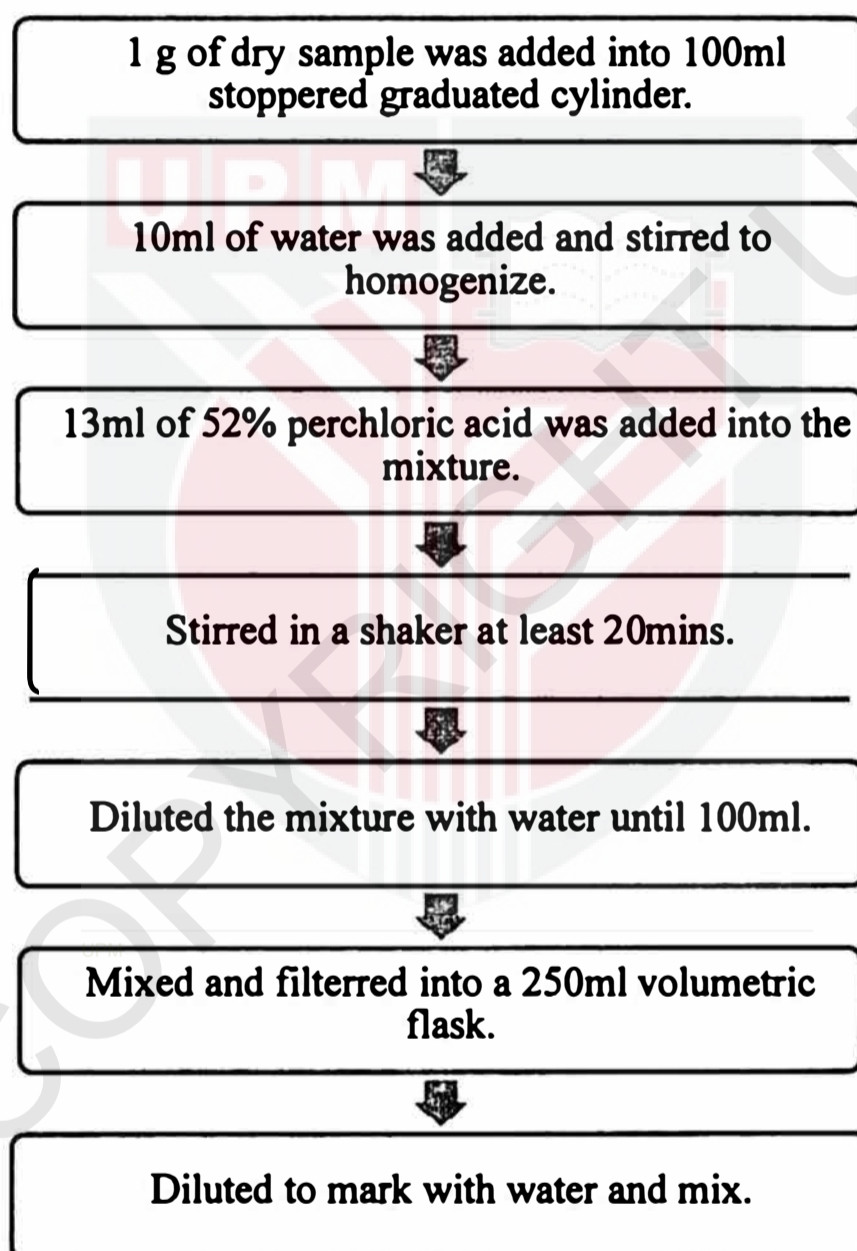 1 g of dry sample was added into 100ml
stoppered graduated cylinder.
UPM
10ml of water was added and stirred to
homogenize.
13ml of 52% perchloric acid was added into the
mixture.
Stirred in a shaker at least 20mins.
Diluted the mixture with water until 100ml.
UPM
Mixed and filterred into a 250ml volumetric
flask.
Diluted to mark with water and mix.
COPYRIGHT U